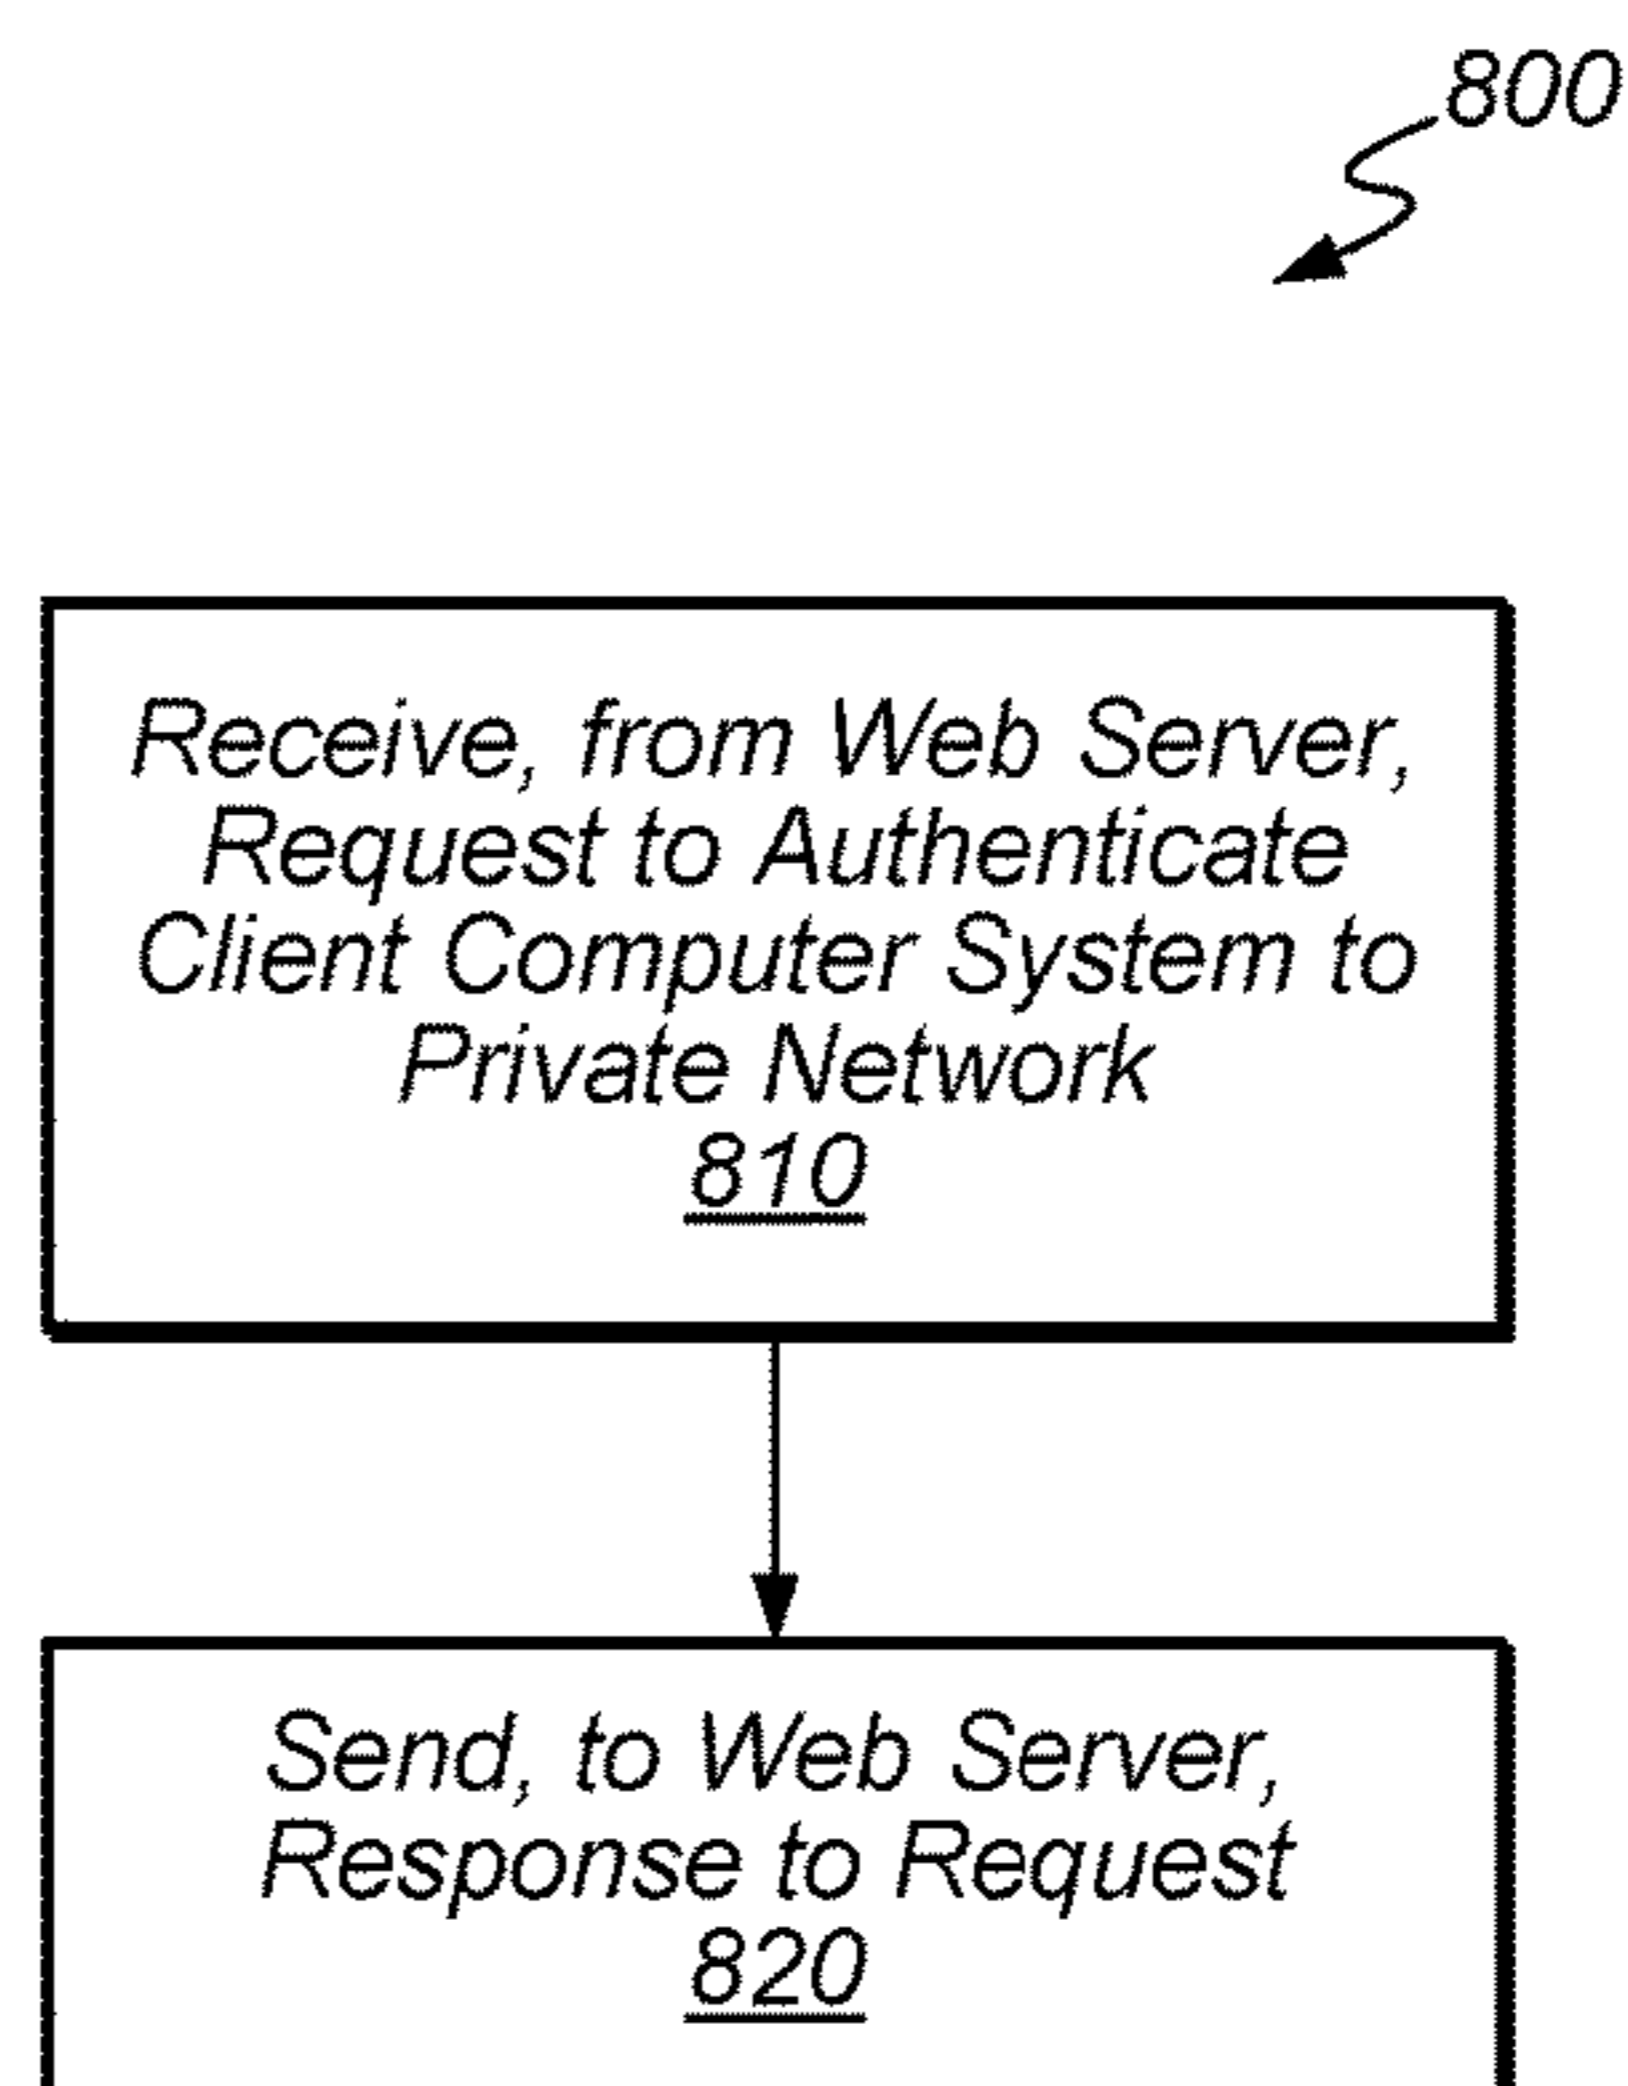 800
Receive, from Web Server,
Request to Authenticate
Client Computer System to
Private Network
810
Send, to Web Server,
Response to Request
820